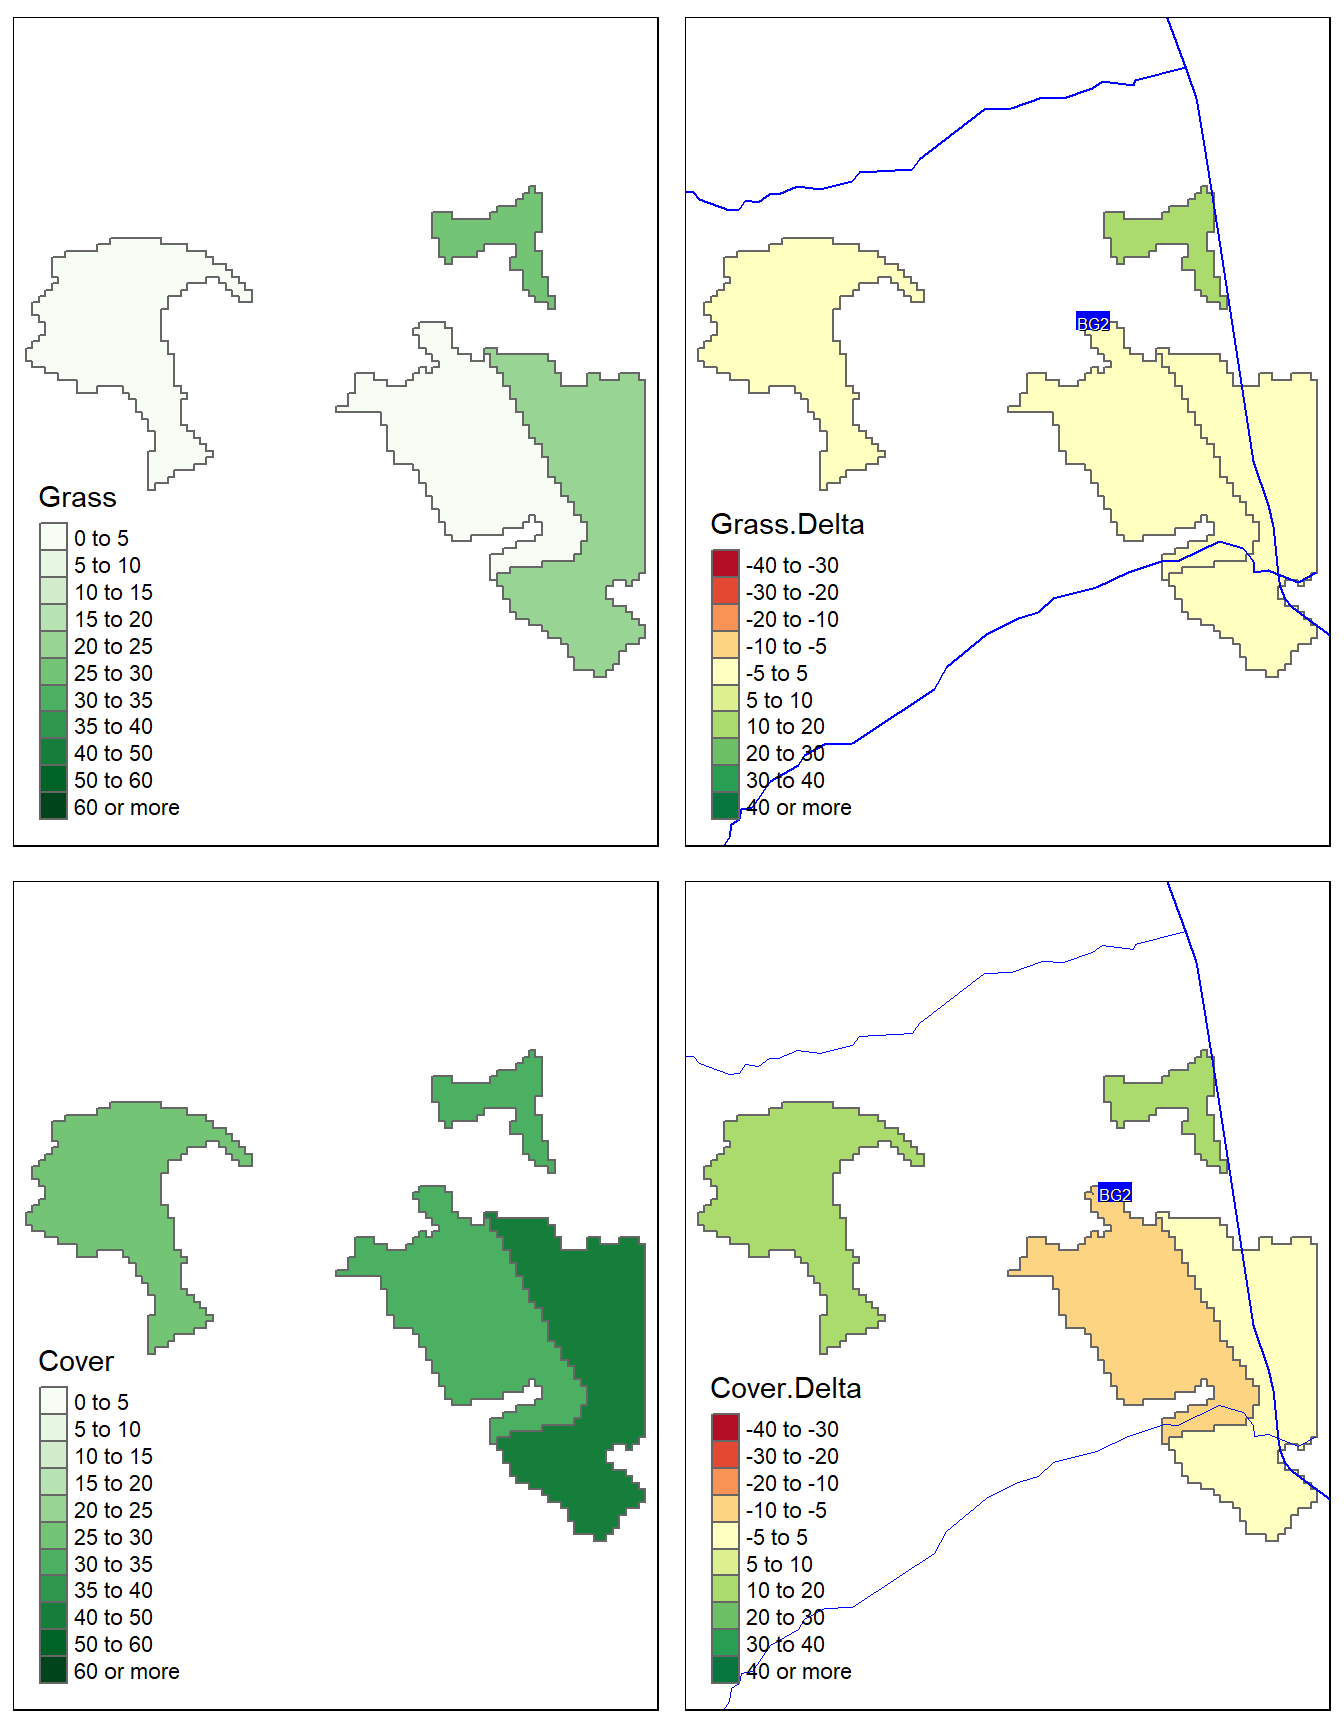 Grass
0 to 5
5 to 10
10 to 15
15 to 20
20 to 25
25 to 30
30 to 35
35 to 40
40 to 50
50 to 60
60 or more
BG2
Grass.Delta
-40 to -30
-30 to -20
-20 to -10
-10 to -5
-5 to 5
5 to 10
10 to 20
20 to 30
30 to 40
40 or more
Cover
0 to 5
5 to 10
10 to 15
15 to 20
20 to 25
25 to 30
30 to 35
35 to 40
40 to 50
50 to 60
60 or more
BG2
Cover.Delta
-40 to -30
-30 to -20
-20 to -10
-10 to -5
-5 to 5
5 to 10
10 to 20
20 to 30
30 to 40
40 or more